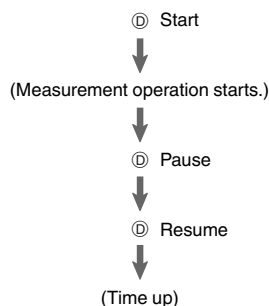 Ⓓ Start
(Measurement operation starts.)
Ⓓ Pause
Ⓓ Resume
(Time up)